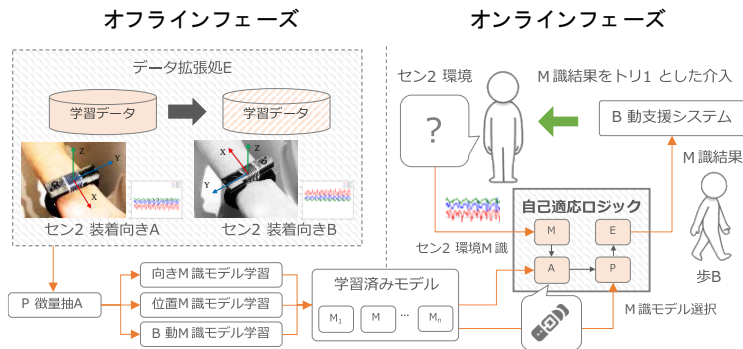 オフラインフェーズ
オンラインフェーズ
データ拡張処E
学習データ
学習データ
Z
Y
X
Z
X
Y
セン2 装着向きA
セン2 装着向きB
P 徴量抽A
向きM識モデル学習
位置M識モデル学習
B 動M識モデル学習
学習済みモデル
M1
M
...
Mn
セン2 環境
M識結果をトリ1 とした介入
?
B 動支援システム
M識結果
自己適応ロジック
M
E
A
P
セン2 環境M識
歩B
M識モデル選択